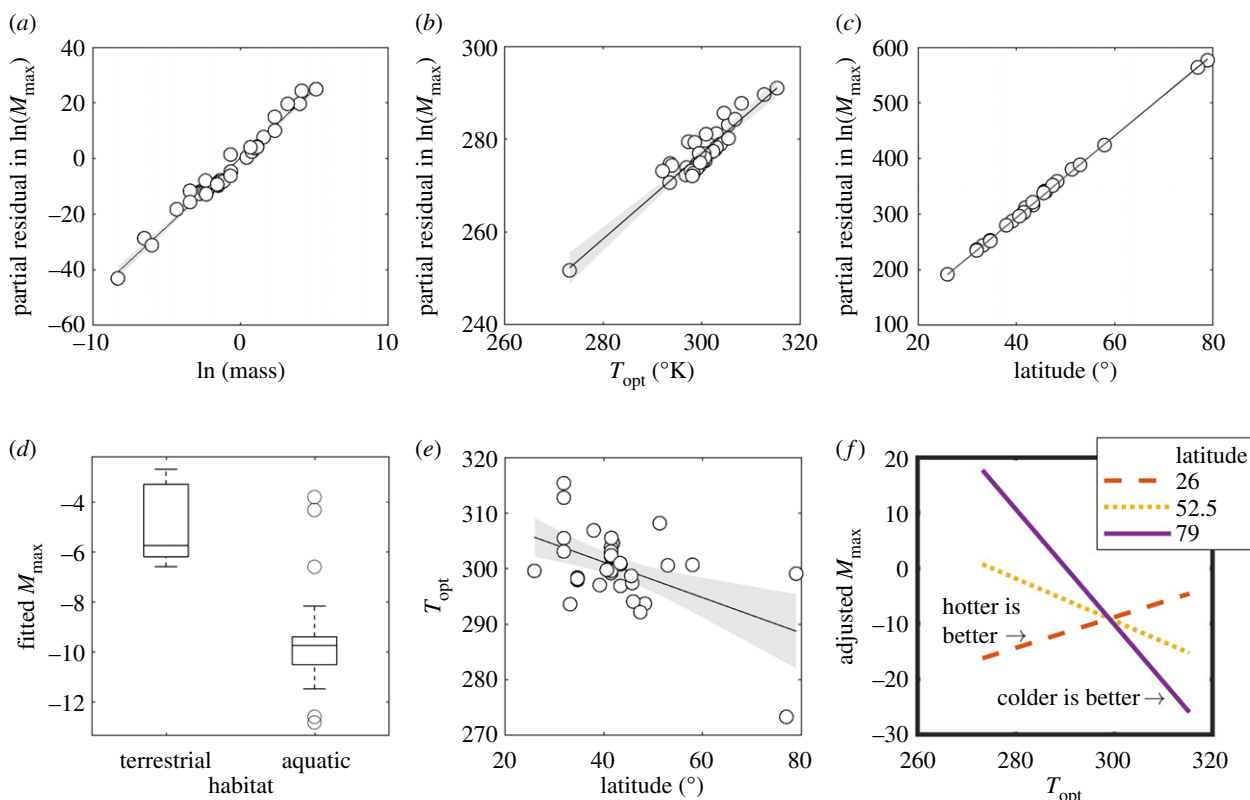 (a)
partial residual in ln(Mmax)
40
20
0
−20
−40
−60
−10
0
10
ln (mass)
(b)
partial residual in ln(Mmax)
300
280
260
240
260
280
300
320
Topt (°K)
(c)
partial residual in ln(Mmax)
600
500
400
300
200
100
20
40
60
80
latitude (°)
(d)
fitted Mmax
−4
−6
−8
−10
−12
terrestrial
aquatic
habitat
(e)
Topt
320
310
300
290
280
270
20
40
60
80
latitude (°)
(f)
latitude
26
52.5
79
adjusted Mmax
20
10
0
−10
−20
−30
hotter is
better →
colder is better →
260
280
300
320
Topt